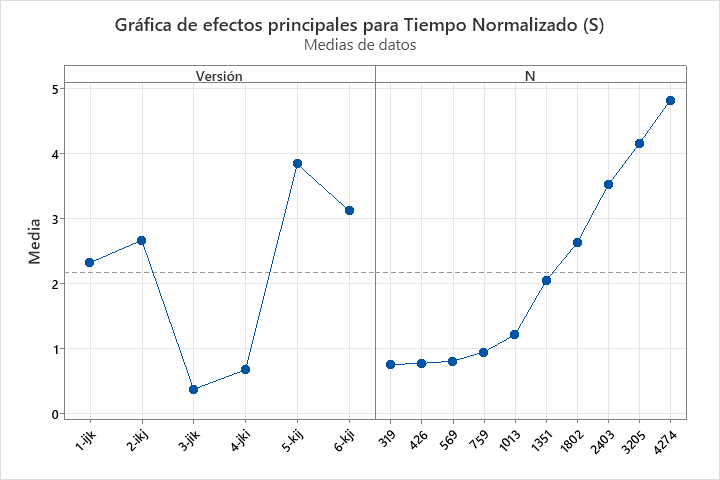 Gráfica de efectos principales para Tiempo Normalizado (S)
Medias de datos
Versión N
Media
5
4
3
2
1
0
1-ijk 2-ikj 3-jik 4-jki 5-kij 6-kji 319 426 569 759 1013 1351 1802 2403 3205 4274